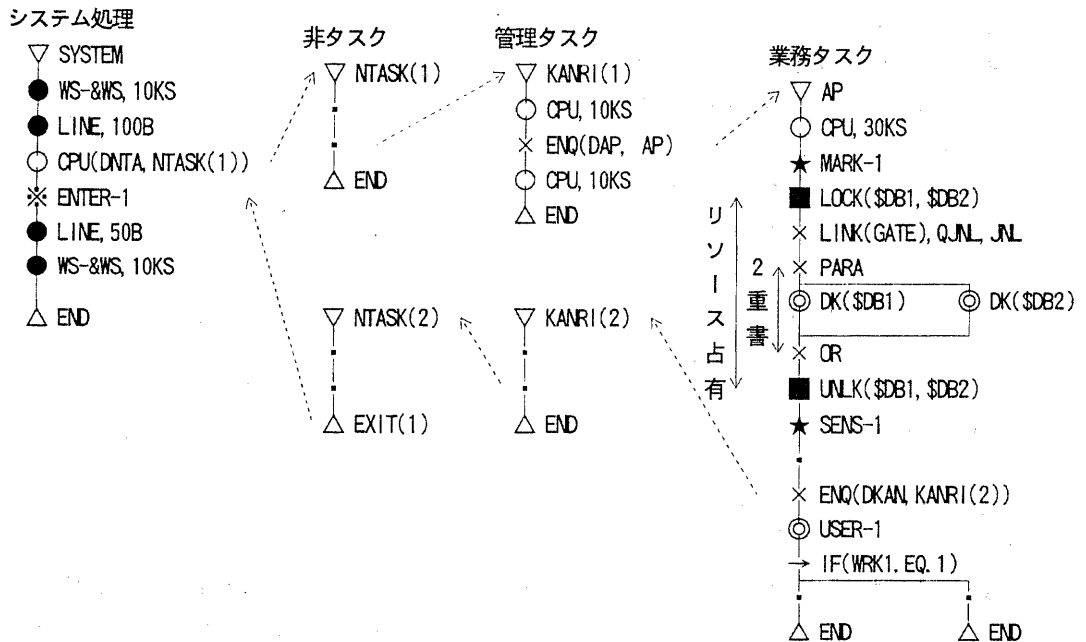 システム処理
▽ SYSTEM
● WS-&WS, 10KS
● LINE, 100B
○ CPU(DNTA, NTASK(1))
※ ENTER-1
● LINE, 50B
● WS-&WS, 10KS
△ END
非タスク
▽ NTASK(1)
△ END
▽ NTASK(2)
△ EXIT(1)
管理タスク
▽ KANRI(1)
○ CPU, 10KS
× ENQ(DAP, AP)
○ CPU, 10KS
△ END
▽ KANRI(2)
△ END
業務タスク
▽ AP
○ CPU, 30KS
★ MARK-1
■ LOCK($DB1, $DB2)
× LINK(GATE), QJNL, JNL
× PARA
◎ DK($DB1) ◎ DK($DB2)
× OR
■ UNLK($DB1, $DB2)
★ SENS-1
× ENQ(DKAN, KANRI(2))
◎ USER-1
→ IF(WRK1.EQ.1)
△ END △ END
リソース占有
2重書